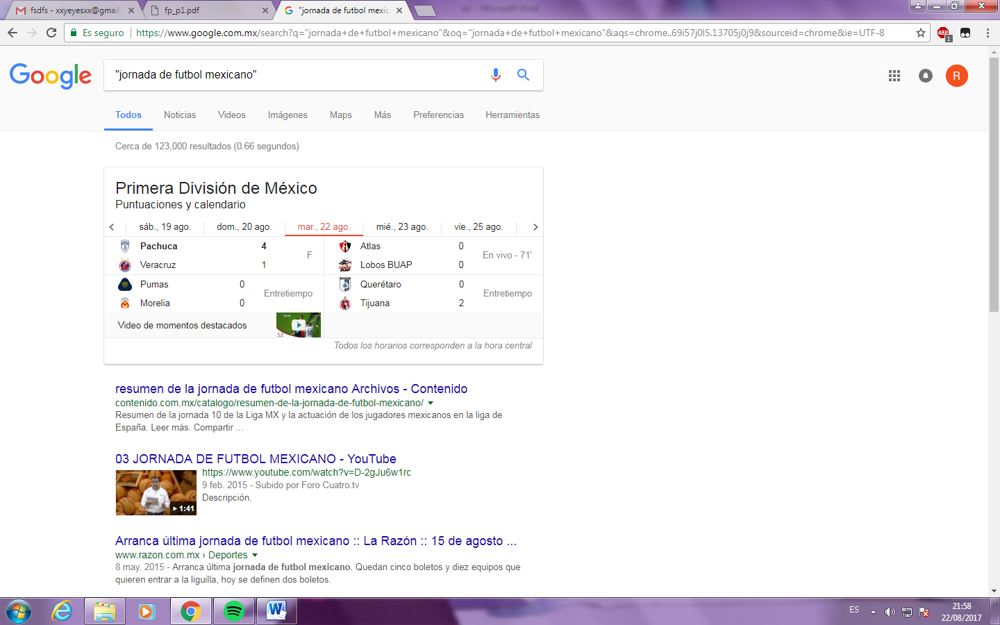 fsdfs - xxyeyesxx@gmail.
fp_p1.pdf
"jornada de futbol mexic
Es seguro
https://www.google.com.mx/search?q="jornada+de+futbol+mexicano"&oq="jornada+de+futbol+mexicano"&aqs=chrome..69i57j0l5.13705j0j9&sourceid=chrome&ie=UTF-8
ABP
1
Google
"jornada de futbol mexicano"
R
Todos Noticias Videos Imágenes Maps Más Preferencias Herramientas
Cerca de 123,000 resultados (0.66 segundos)
Primera División de México
Puntuaciones y calendario
sáb., 19 ago. dom., 20 ago. mar., 22 ago. mié., 23 ago. vie., 25 ago.
Pachuca 4
Veracruz 1
F
Atlas 0
Lobos BUAP 0
En vivo - 71'
Pumas 0
Morelia 0
Entretiempo
Querétaro 0
Tijuana 2
Entretiempo
Video de momentos destacados
Todos los horarios corresponden a la hora central
resumen de la jornada de futbol mexicano Archivos - Contenido
contenido.com.mx/catalogo/resumen-de-la-jornada-de-futbol-mexicano/
Resumen de la jornada 10 de la Liga MX y la actuación de los jugadores mexicanos en la liga de
España. Leer más. Compartir ...
03 JORNADA DE FUTBOL MEXICANO - YouTube
https://www.youtube.com/watch?v=D-2gJu6w1rc
9 feb. 2015 - Subido por Foro Cuatro.tv
Descripción.
1:41
Arranca última jornada de futbol mexicano :: La Razón :: 15 de agosto ...
www.razon.com.mx › Deportes
8 may. 2015 - Arranca última jornada de futbol mexicano. Quedan cinco boletos y diez equipos que
quieren entrar a la liguilla, hoy se definen dos boletos.
ES
21:58
22/08/2017